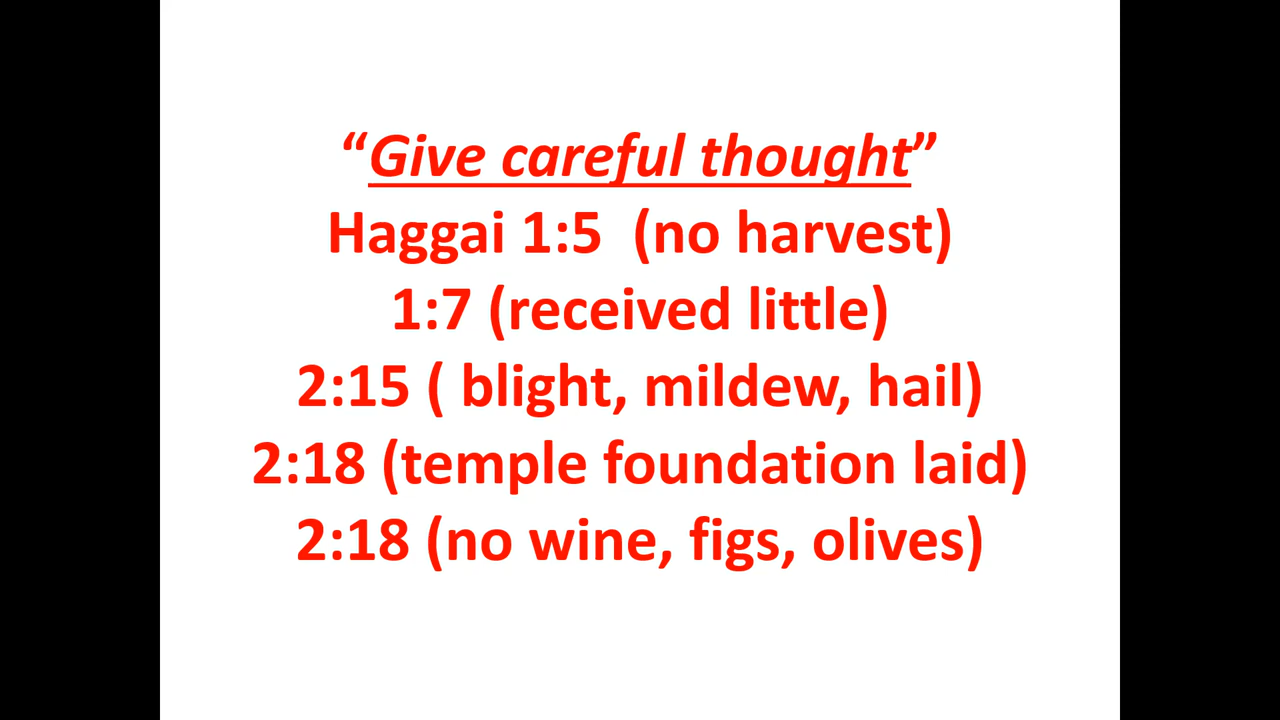 “Give careful thought”
Haggai 1:5  (no harvest)
1:7 (received little)
2:15 ( blight, mildew, hail)
2:18 (temple foundation laid)
2:18 (no wine, figs, olives)